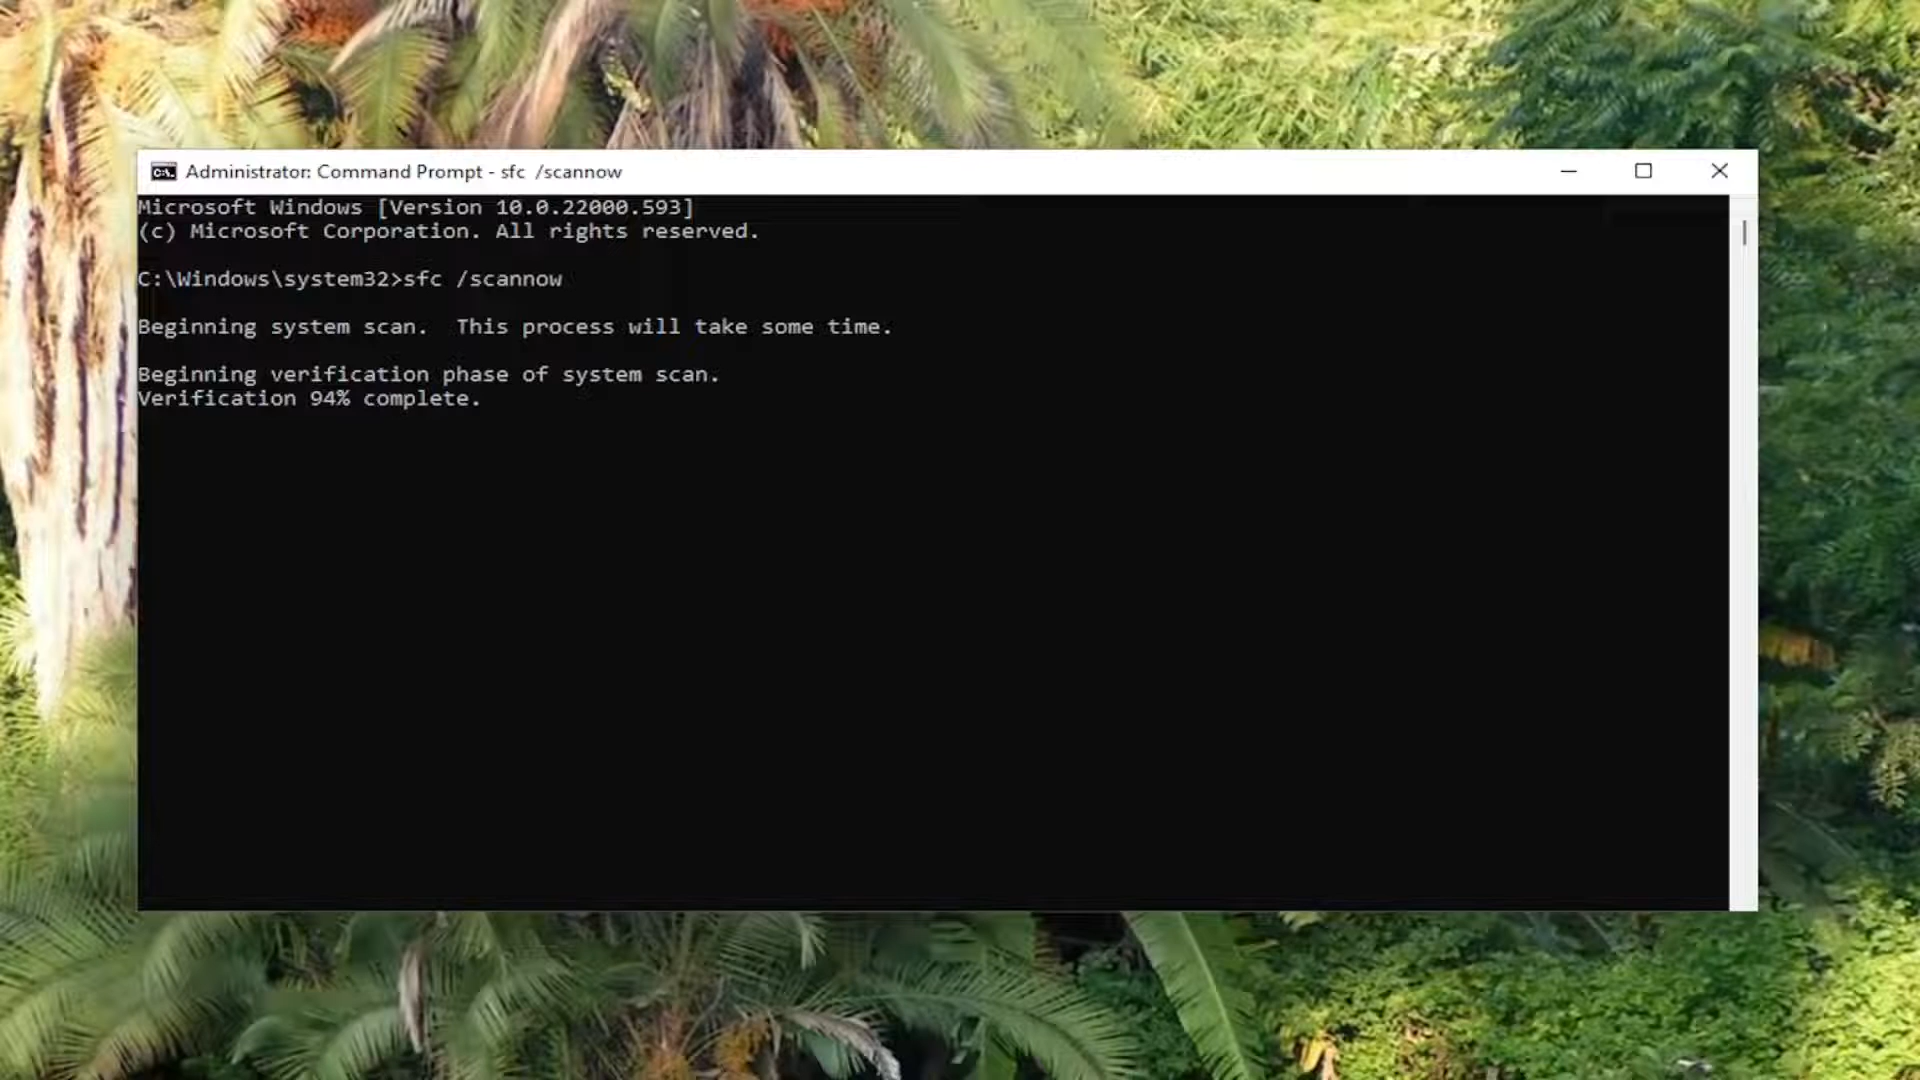 Administrator: Command Prompt - sfc  /scannow
Microsoft Windows [Version 10.0.22000.593]
(c) Microsoft Corporation. All rights reserved.
C:\Windows\system32>sfc /scannow
Beginning system scan.  This process will take some time.
Beginning verification phase of system scan.
Verification 94% complete.